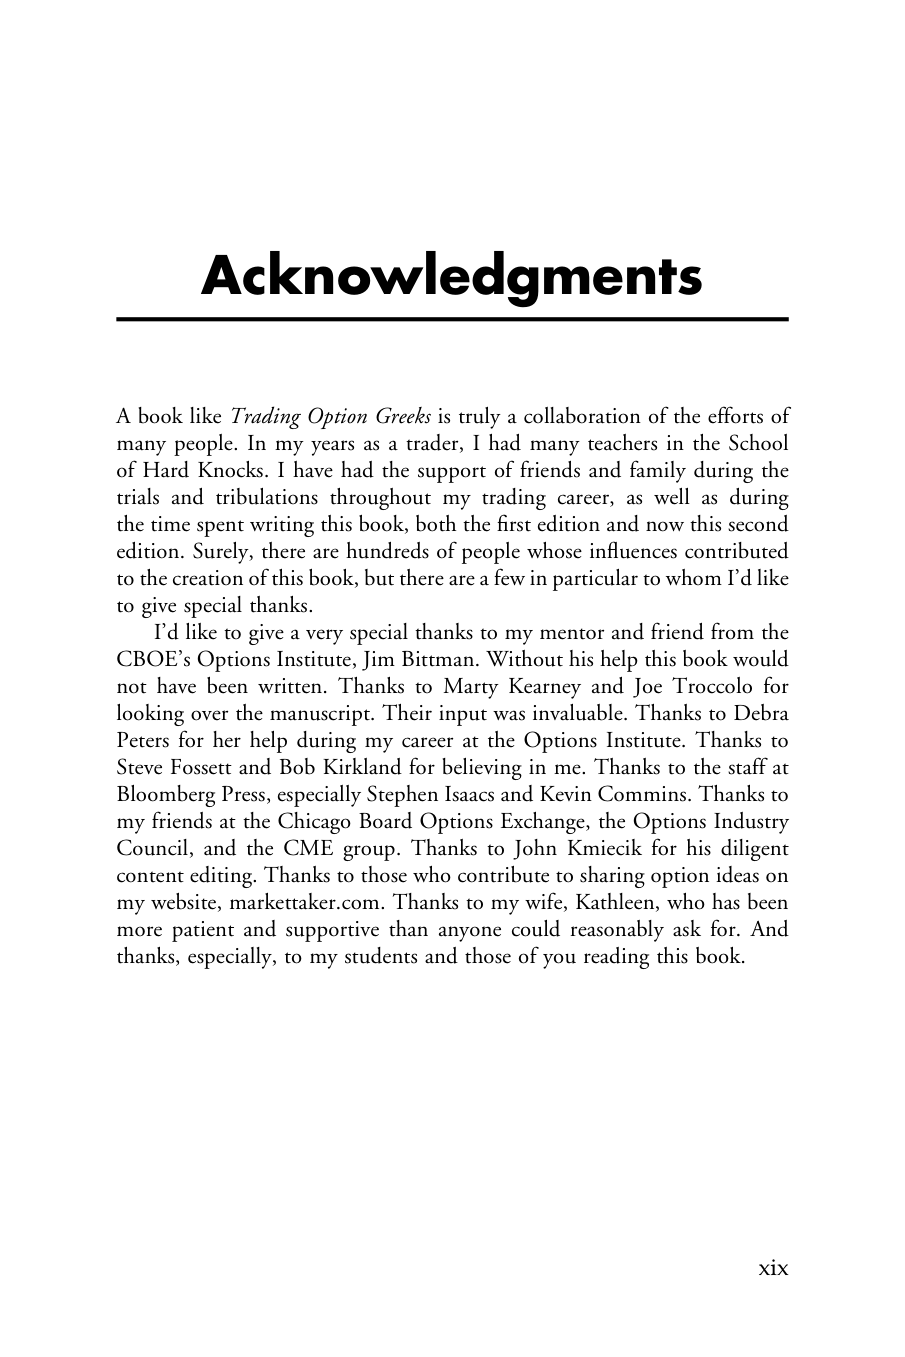 Acknowledgments
A book like Trading Option Greeks is truly a collaboration of the efforts of
many people. In my years as a trader, I had many teachers in the School
of Hard Knocks. I have had the support of friends and family during the
trials and tribulations throughout my trading career, as well as during
the time spent writing this book, both the first edition and now this second
edition. Surely, there are hundreds of people whose influences contributed
to the creation of this book, but there are a few in particular to whom I’d like
to give special thanks.
I’d like to give a very special thanks to my mentor and friend from the
CBOE’s Options Institute, Jim Bittman. Without his help this book would
not have been written. Thanks to Marty Kearney and Joe Troccolo for
looking over the manuscript. Their input was invaluable. Thanks to Debra
Peters for her help during my career at the Options Institute. Thanks to
Steve Fossett and Bob Kirkland for believing in me. Thanks to the staff at
Bloomberg Press, especially Stephen Isaacs and Kevin Commins. Thanks to
my friends at the Chicago Board Options Exchange, the Options Industry
Council, and the CME group. Thanks to John Kmiecik for his diligent
content editing. Thanks to those who contribute to sharing option ideas on
my website, markettaker.com. Thanks to my wife, Kathleen, who has been
more patient and supportive than anyone could reasonably ask for. And
thanks, especially, to my students and those of you reading this book.
xix